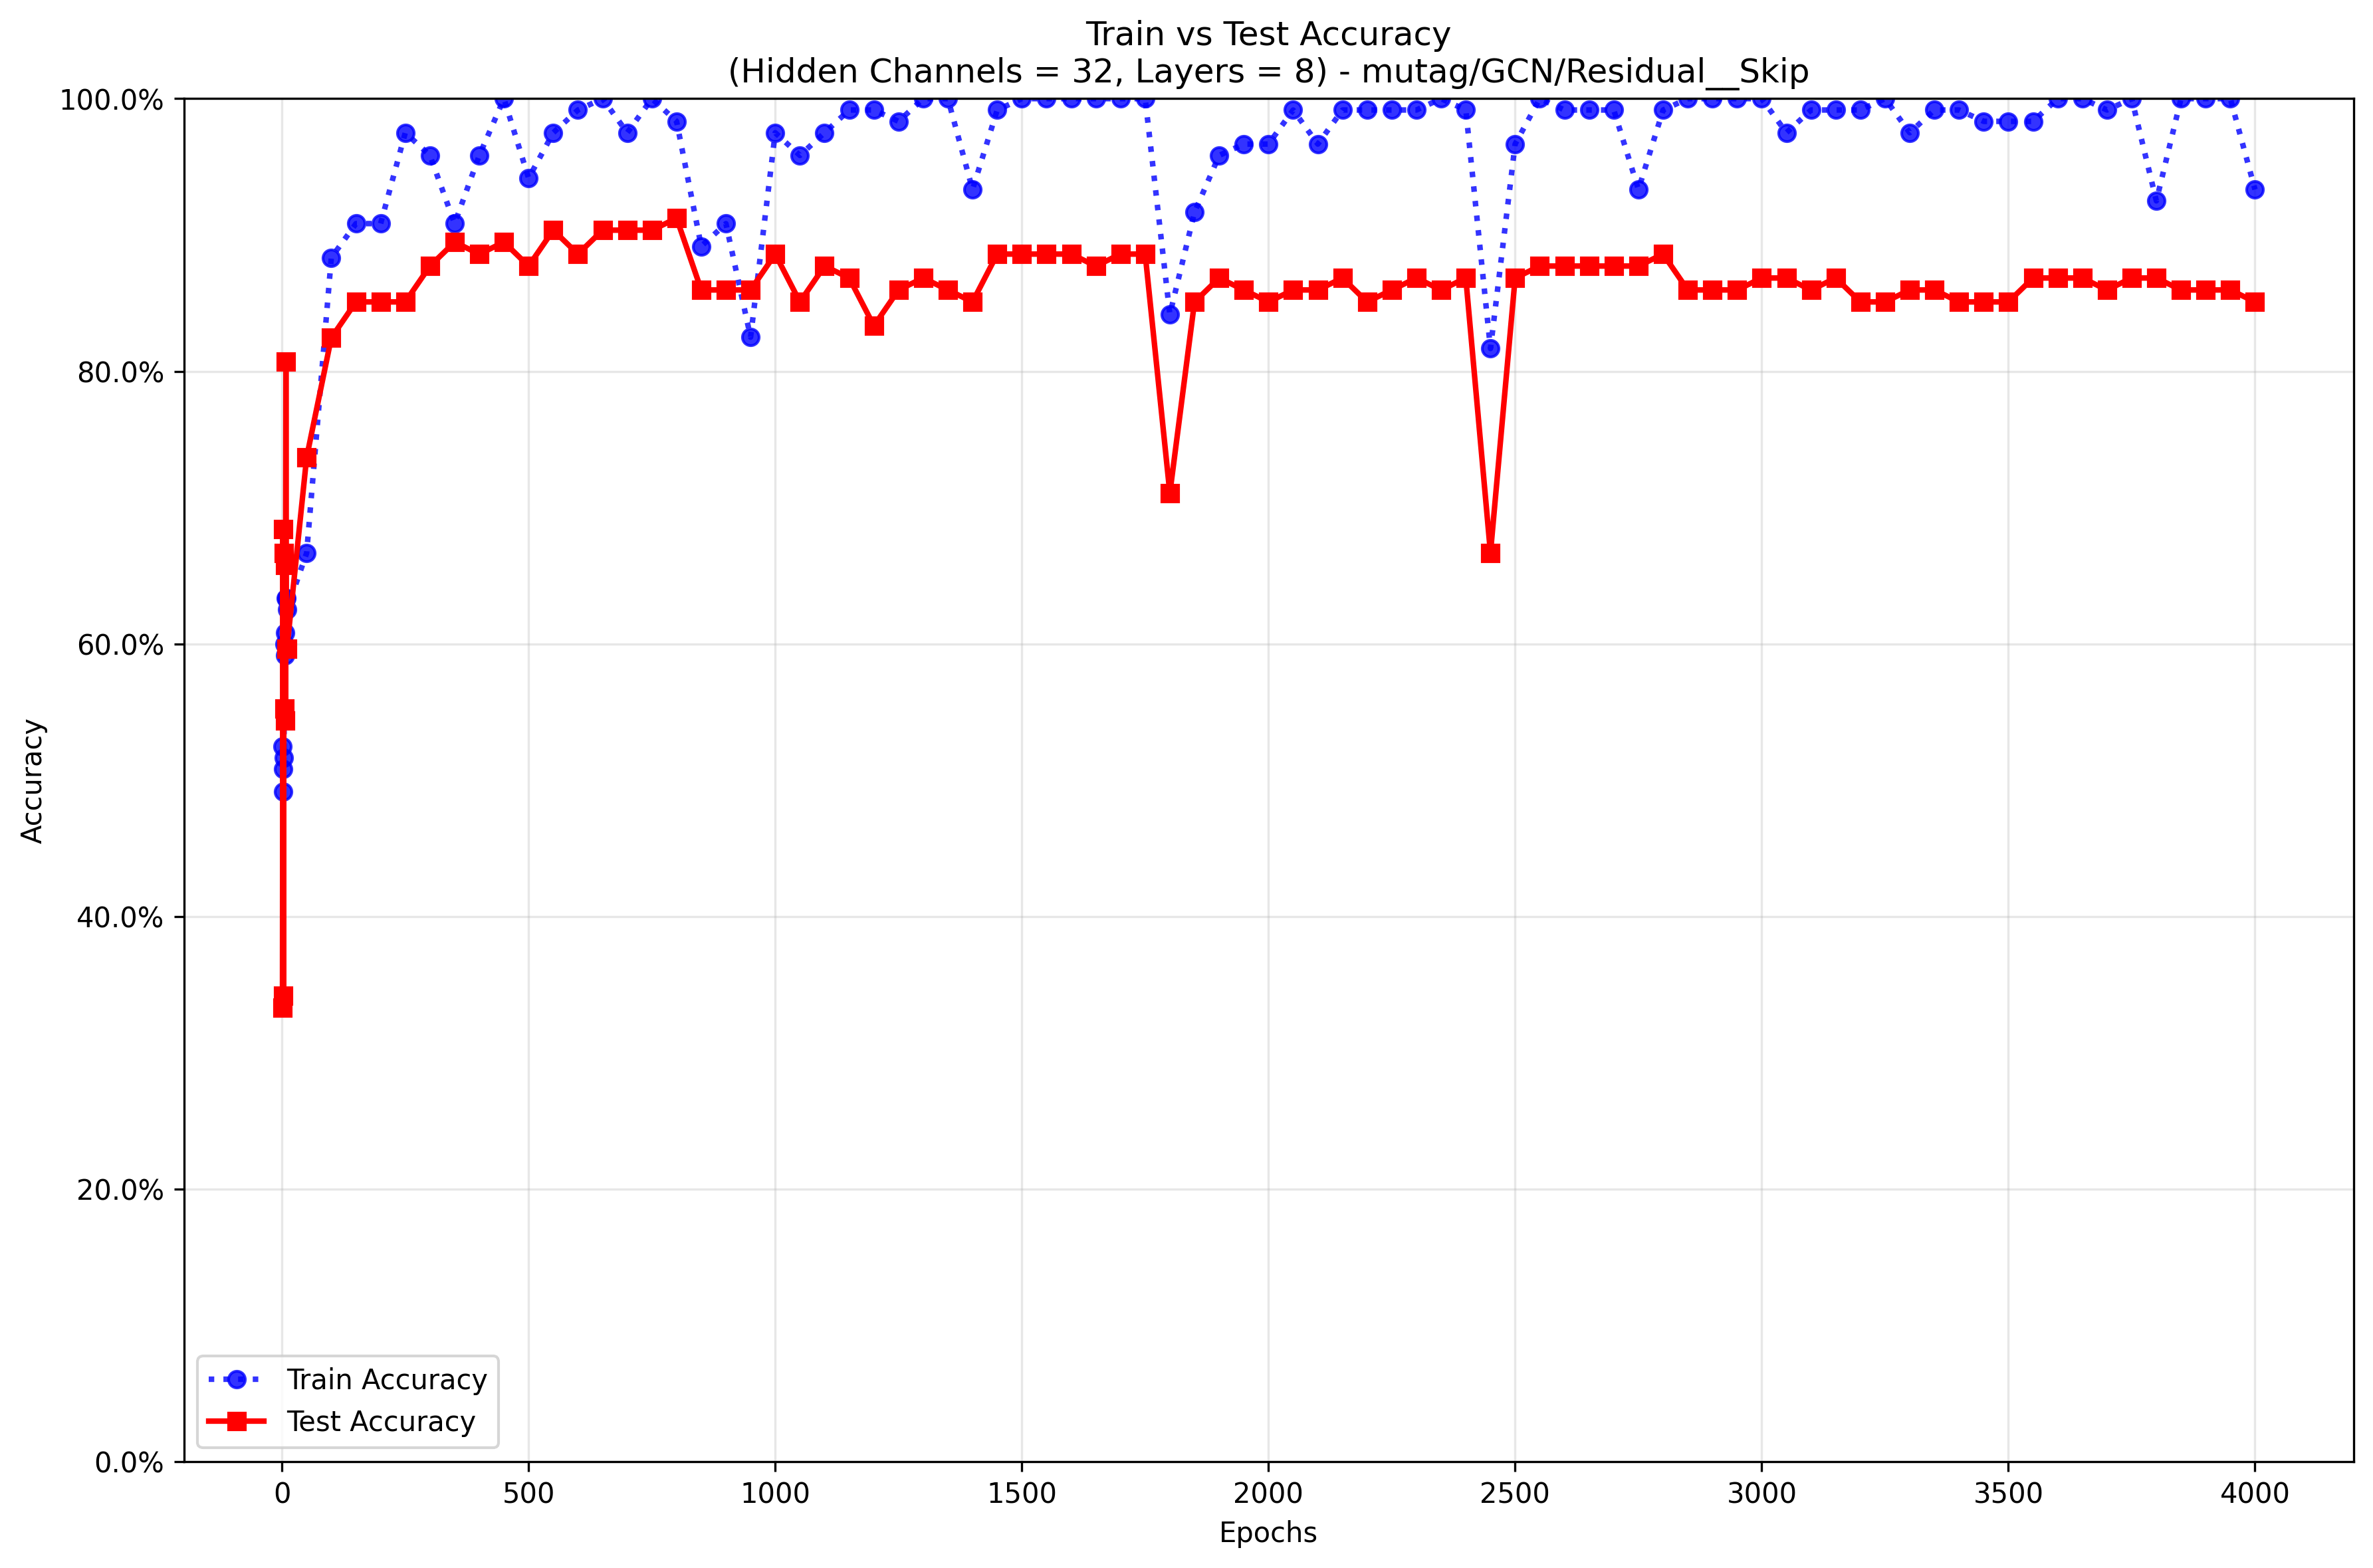 Train vs Test Accuracy
(Hidden Channels = 32, Layers = 8) - mutag/GCN/Residual__Skip
100.0%
80.0%
60.0%
40.0%
20.0%
0.0%
Accuracy
Train Accuracy
Test Accuracy
0 500 1000 1500 2000 2500 3000 3500 4000
Epochs